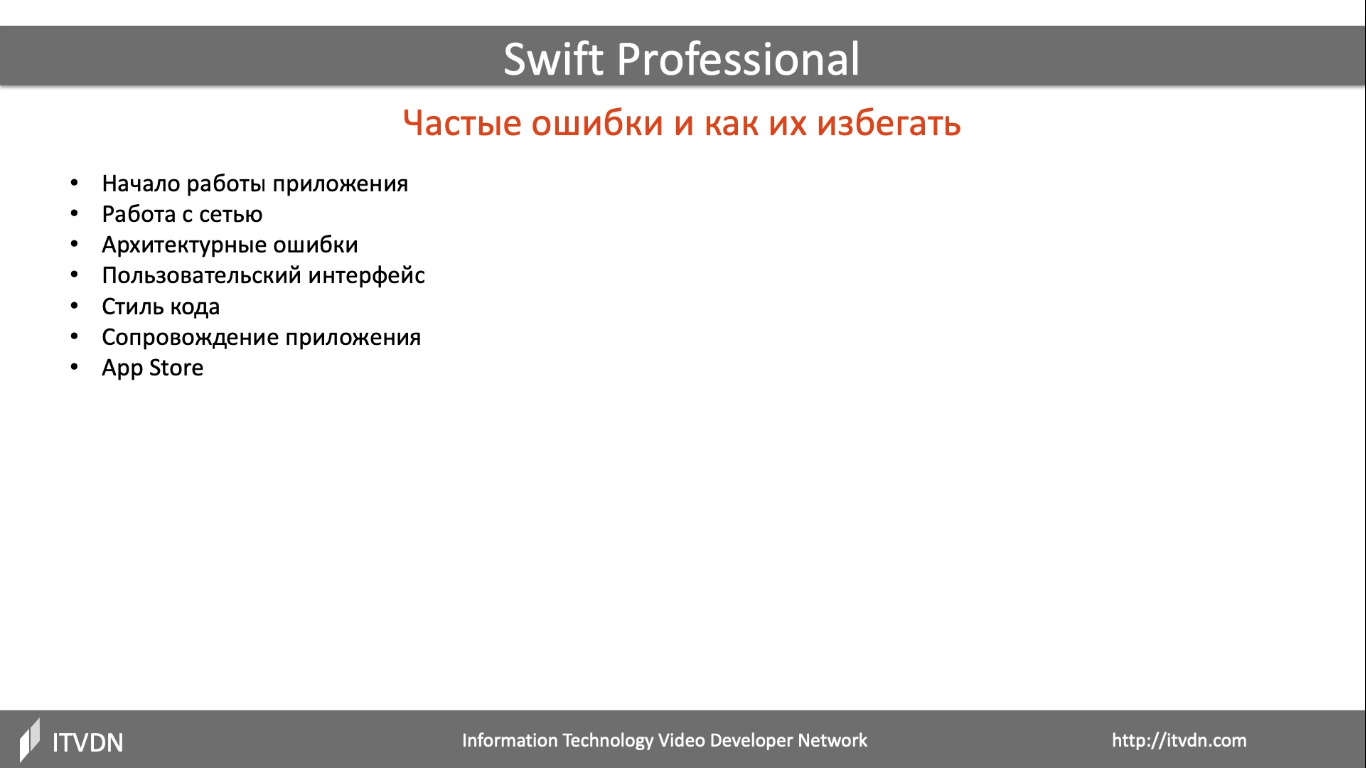 Swift Professional
Частые ошибки и как их избегать
• Начало работы приложения
• Работа с сетью
• Архитектурные ошибки
• Пользовательский интерфейс
• Стиль кода
• Сопровождение приложения
• App Store
ITVDN
Information Technology Video Developer Network
http://itvdn.com